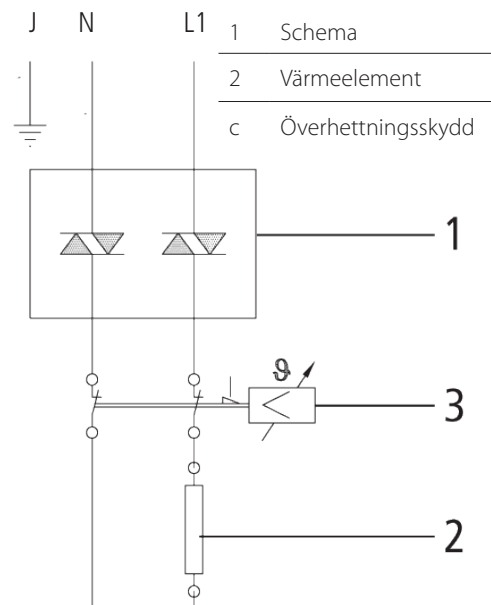 J N L1
1 Schema
2 Värmeelement
c Överhettningsskydd
1
ϑ
3
2